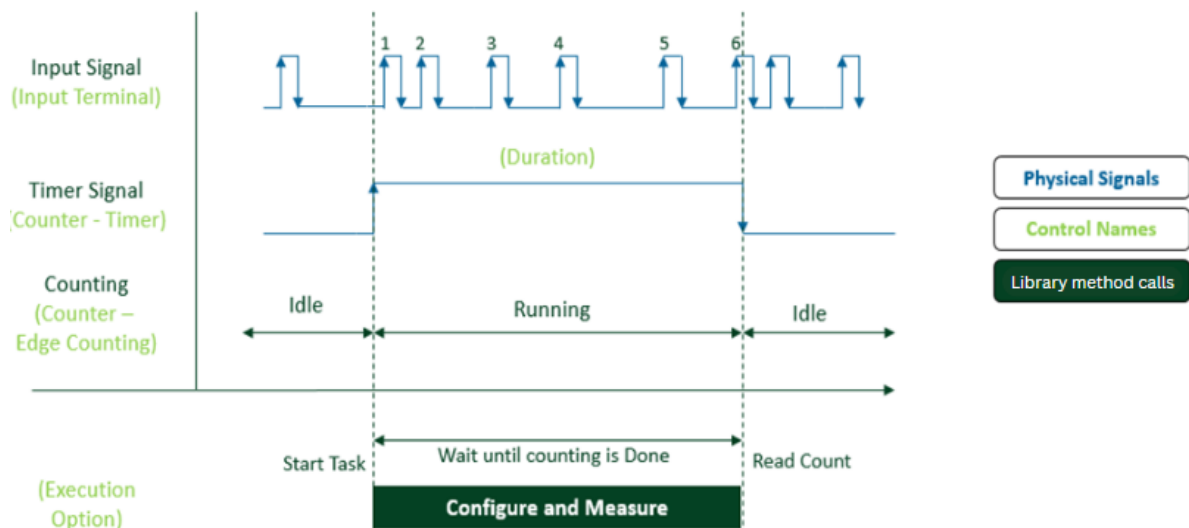 1 2 3 4 5 6
Input Signal
(Input Terminal)
(Duration)
Timer Signal
(Counter - Timer)
Counting
(Counter –
Edge Counting)
Idle
Running
Idle
Start Task
Wait until counting is Done
Read Count
(Execution
Option)
Configure and Measure
Physical Signals
Control Names
Library method calls